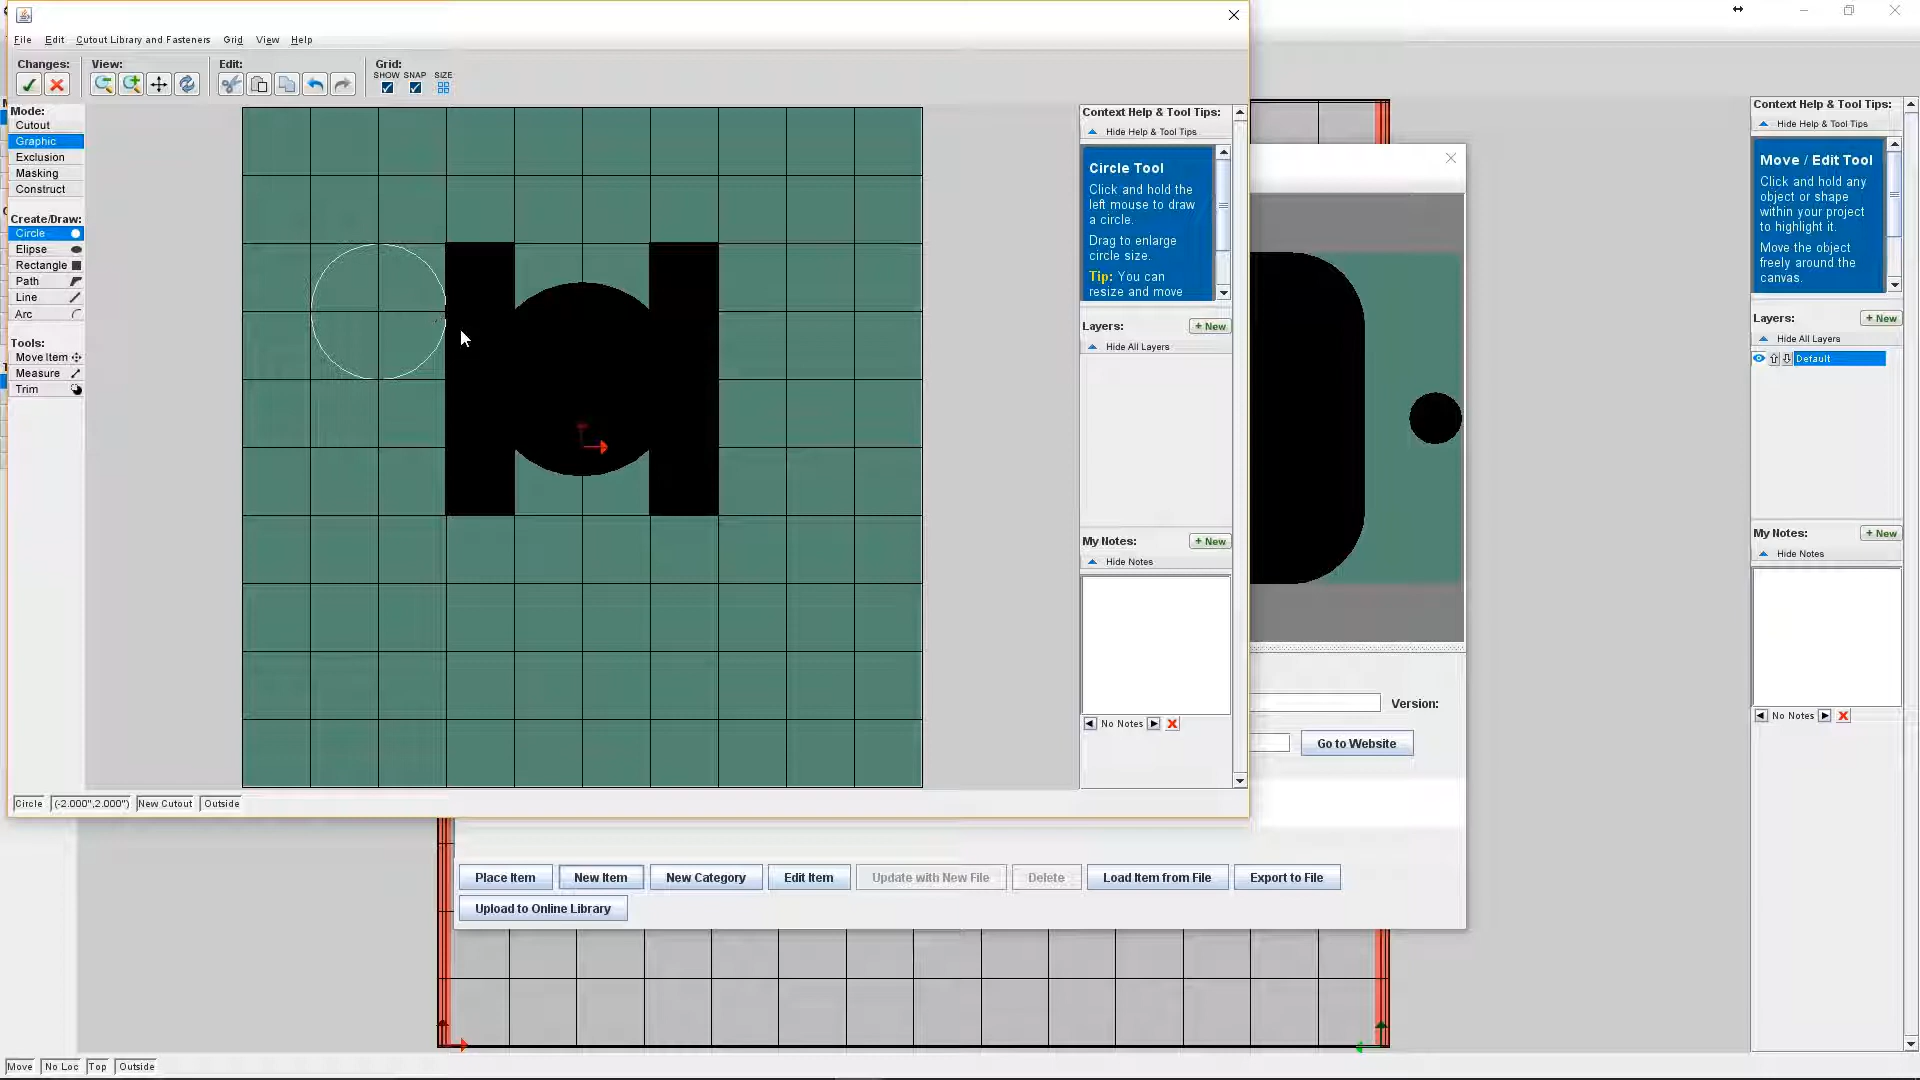 File Edit Cutout Library and Fasteners Grid View Help
Changes: View: Edit: Grid:
SHOW SNAP SIZE
Mode:
Cutout
Graphic
Exclusion
Masking
Construct
Create/Draw:
Circle
Elipse
Rectangle
Path
Line
Arc
Tools:
Move Item
Measure
Trim
Context Help & Tool Tips:
Hide Help & Tool Tips
Circle Tool
Click and hold the
left mouse to draw
a circle.
Drag to enlarge
circle size.
Tip: You can
resize and move
Layers: + New
Hide All Layers
My Notes: + New
Hide Notes
No Notes
Circle (-2.000",2.000") New Cutout Outside
Version:
Go to Website
Place Item New Item New Category Edit Item Update with New File Delete Load Item from File Export to File
Upload to Online Library
Context Help & Tool Tips:
Hide Help & Tool Tips
Move / Edit Tool
Click and hold any
object or shape
within your project
to highlight it.
Move the object
freely around the
canvas.
Layers: + New
Hide All Layers
Default
My Notes: + New
Hide Notes
No Notes
Move No Loc Top Outside